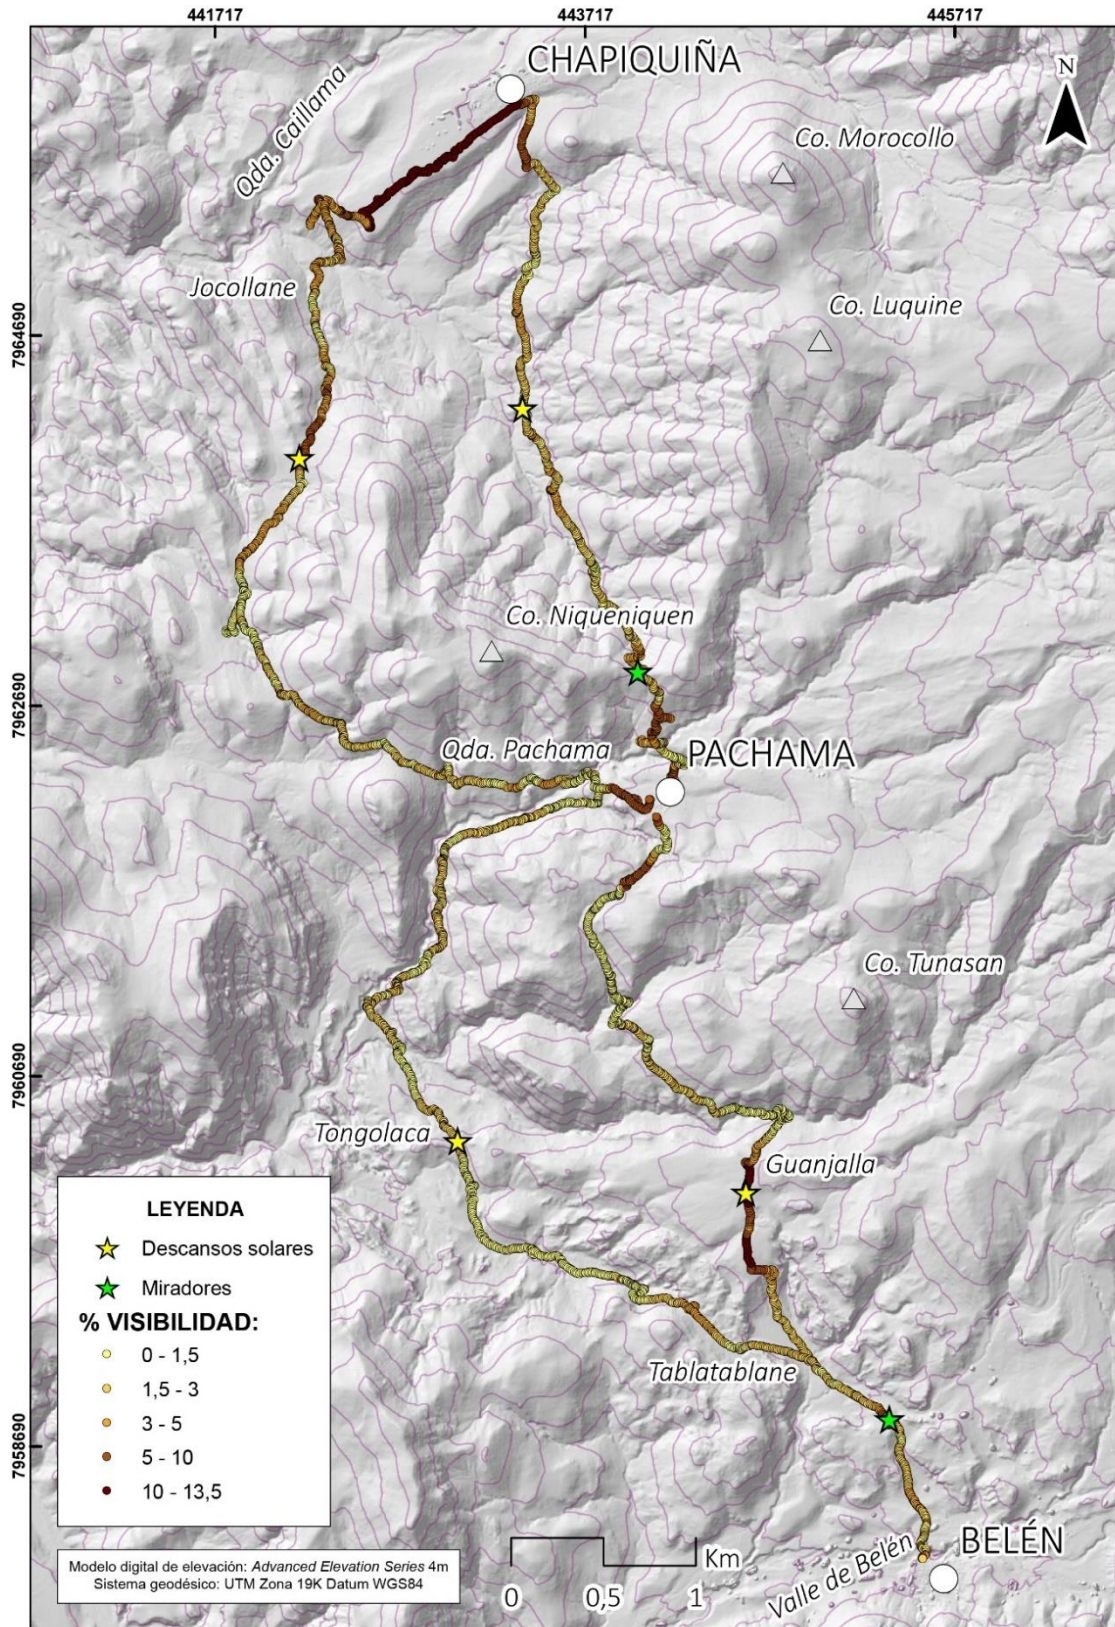 441717
443717
445717
CHAPIQUIÑA
N
Qda. Caillama
Co. Morocollo
Jocollane
Co. Luquine
7964690
Co. Niqueniquen
7962690
Qda. Pachama
PACHAMA
Co. Tunasan
7960690
Tongolaca
Guanjalla
LEYENDA
Descansos solares
Miradores
% VISIBILIDAD:
0 - 1,5
1,5 - 3
3 - 5
5 - 10
10 - 13,5
Tablatablane
7958690
Valle de Belén
BELÉN
Km
0 0,5 1
Modelo digital de elevación: Advanced Elevation Series 4m
Sistema geodésico: UTM Zona 19K Datum WGS84